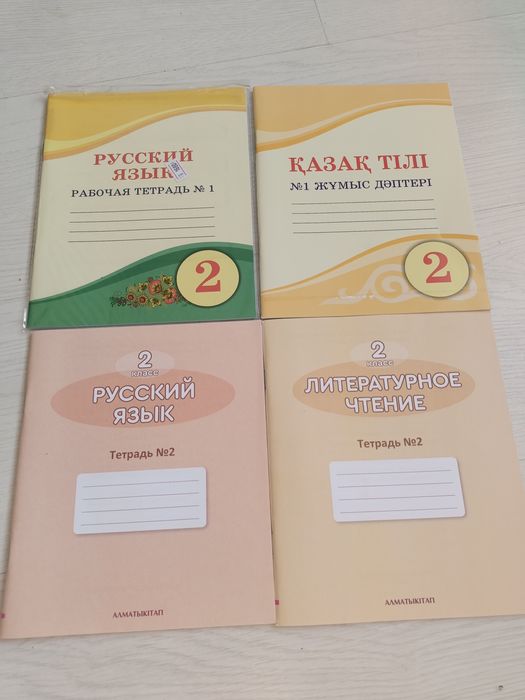 РУССКИЙ
ЯЗЫК
РАБОЧАЯ ТЕТРАДЬ № 1
2
ҚАЗАҚ ТІЛІ
№1 ЖҰМЫС ДӘПТЕРІ
2
2
класс
РУССКИЙ
ЯЗЫК
Тетрадь №2
АЛМАТЫКІТАП
2
класс
ЛИТЕРАТУРНОЕ
ЧТЕНИЕ
Тетрадь №2
АЛМАТЫКІТАП